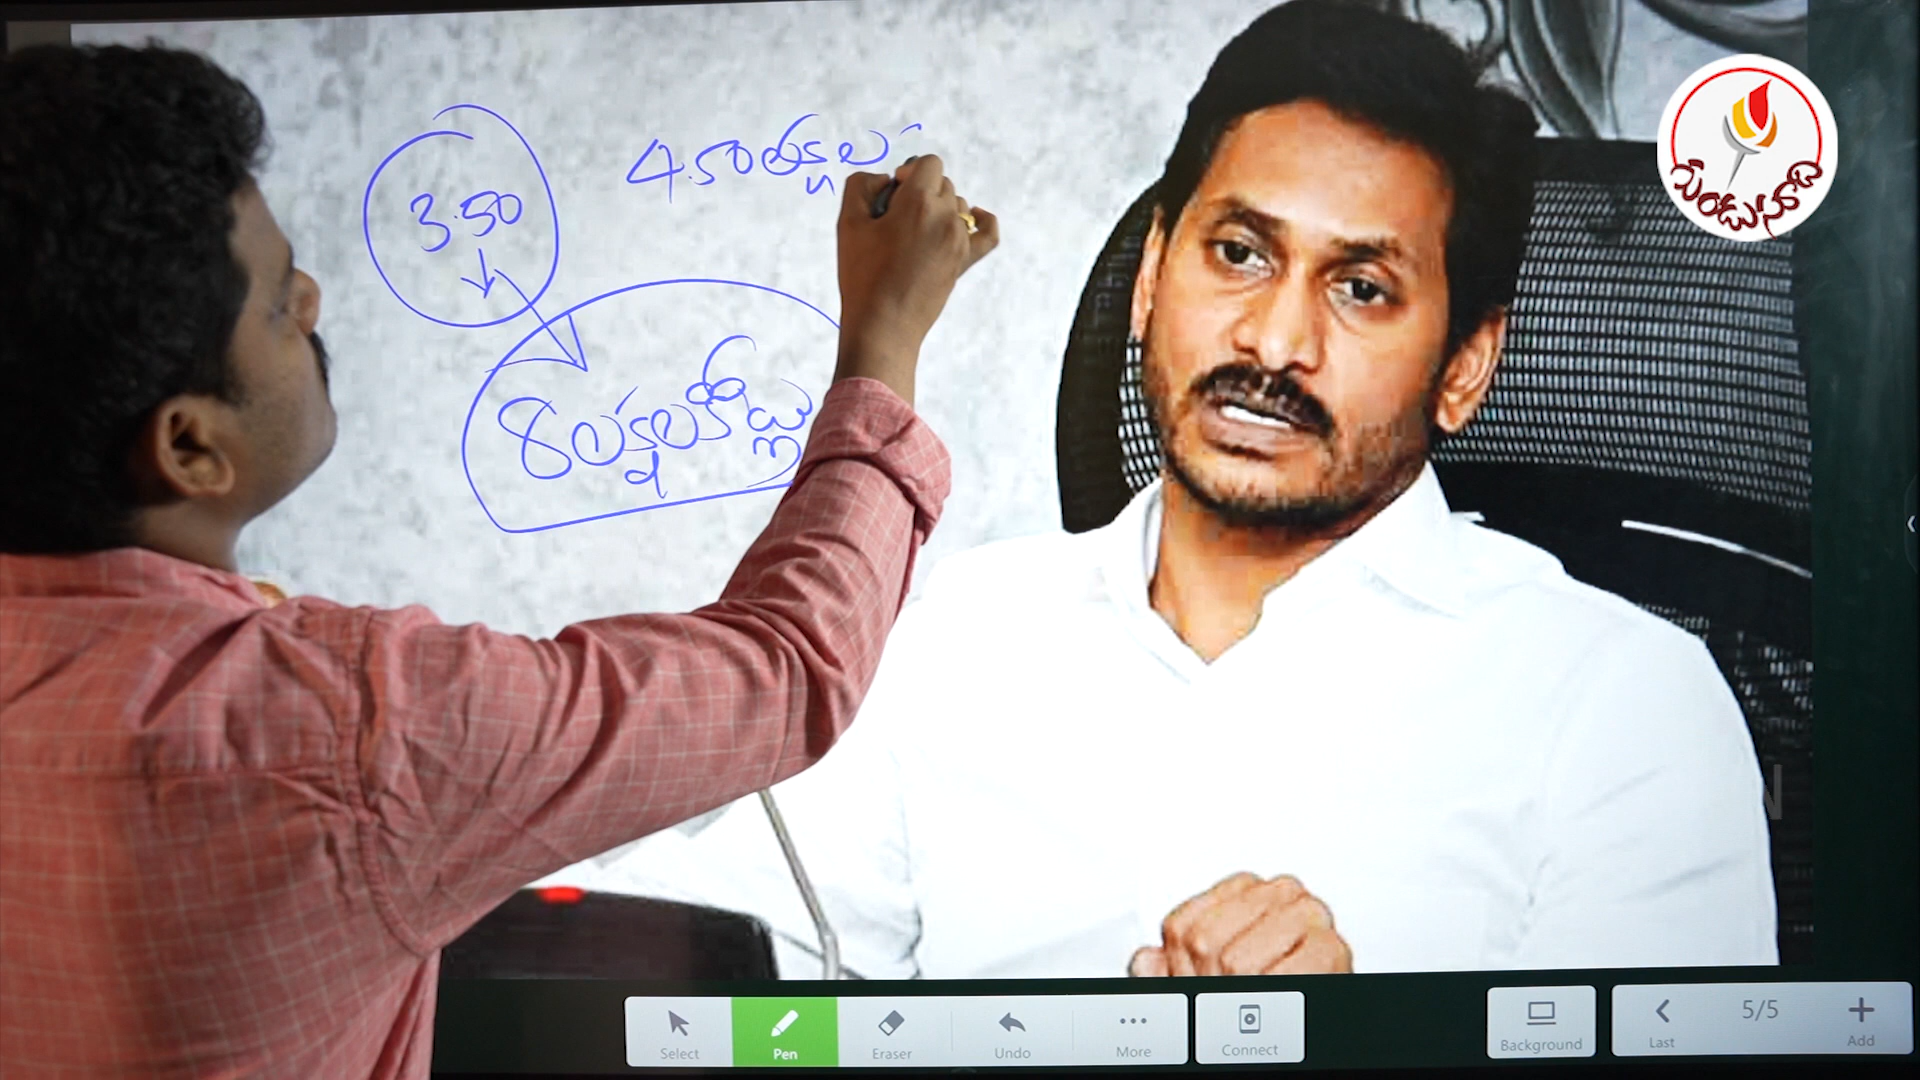 3.50
4.50 లక్షల
8 లక్షల కోట్లు
Select
Pen
Eraser
Undo
More
Connect
Background
Last
5/5
Add